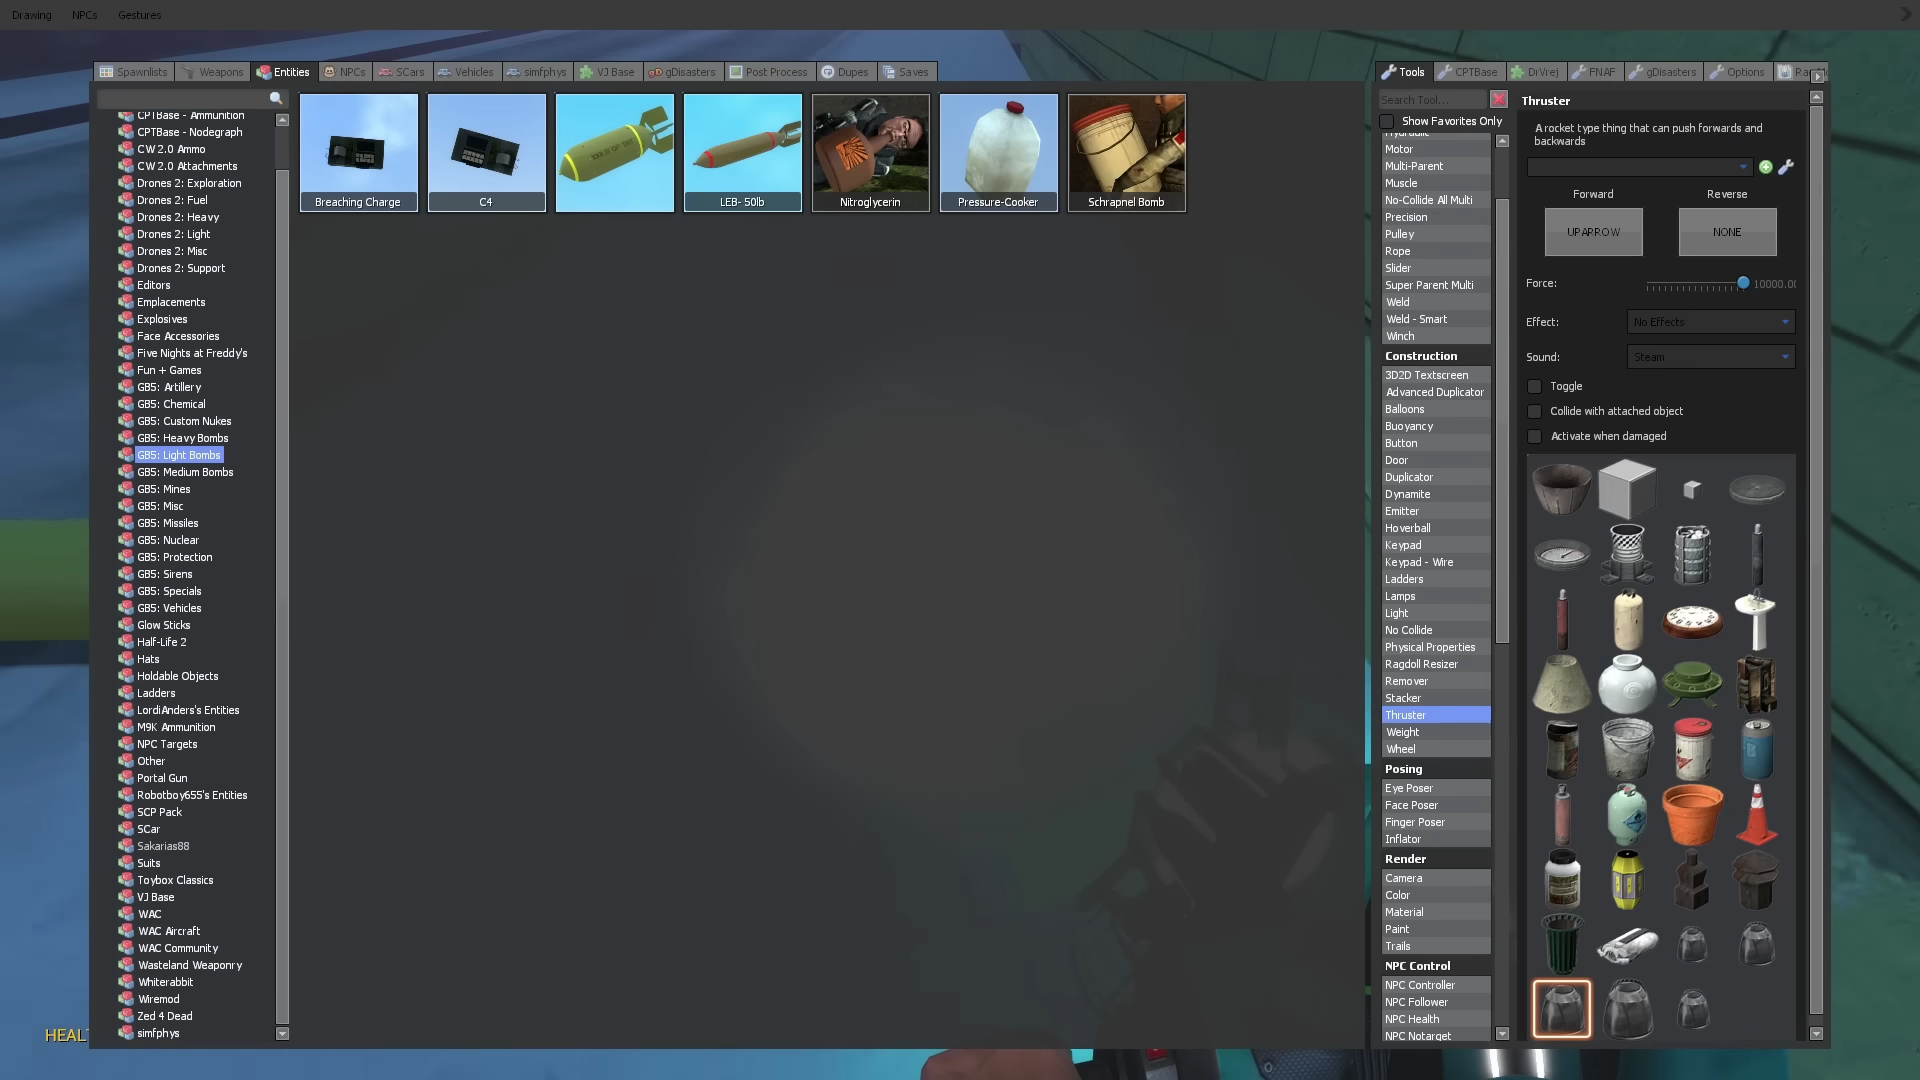 Drawing NPCs Gestures
Spawnlists Weapons Entities NPCs SCars Vehicles simfphys VJ Base gDisasters Post Process Dupes Saves
CPTBase - Ammunition
CPTBase - Nodegraph
CW 2.0 Ammo
CW 2.0 Attachments
Drones 2: Exploration
Drones 2: Fuel
Drones 2: Heavy
Drones 2: Light
Drones 2: Misc
Drones 2: Support
Editors
Emplacements
Explosives
Face Accessories
Five Nights at Freddy's
Fun + Games
GB5: Artillery
GB5: Chemical
GB5: Custom Nukes
GB5: Heavy Bombs
GB5: Light Bombs
GB5: Medium Bombs
GB5: Mines
GB5: Misc
GB5: Missiles
GB5: Nuclear
GB5: Protection
GB5: Sirens
GB5: Specials
GB5: Vehicles
Glow Sticks
Half-Life 2
Hats
Holdable Objects
Ladders
LordiAnders's Entities
M9K Ammunition
NPC Targets
Other
Portal Gun
Robotboy655's Entities
SCP Pack
SCar
Sakarias88
Suits
Toybox Classics
VJ Base
WAC
WAC Aircraft
WAC Community
Wasteland Weaponry
Whiterabbit
Wiremod
Zed 4 Dead
simfphys
Breaching Charge
C4
LEB- 50lb
Nitroglycerin
Pressure-Cooker
Schrapnel Bomb
Tools CPTBase DrVrej FNAF gDisasters Options
Search Tool...
Show Favorites Only
Hydraulic
Motor
Multi-Parent
Muscle
No-Collide All Multi
Precision
Pulley
Rope
Slider
Super Parent Multi
Weld
Weld - Smart
Winch
Construction
3D2D Textscreen
Advanced Duplicator
Balloons
Buoyancy
Button
Door
Duplicator
Dynamite
Emitter
Hoverball
Keypad
Keypad - Wire
Ladders
Lamps
Light
No Collide
Physical Properties
Ragdoll Resizer
Remover
Stacker
Thruster
Weight
Wheel
Posing
Eye Poser
Face Poser
Finger Poser
Inflator
Render
Camera
Color
Material
Paint
Trails
NPC Control
NPC Controller
NPC Follower
NPC Health
NPC Notarget
Thruster
A rocket type thing that can push forwards and
backwards
Forward Reverse
UPARROW NONE
Force: 10000.00
Effect: No Effects
Sound: Steam
Toggle
Collide with attached object
Activate when damaged
HEAL